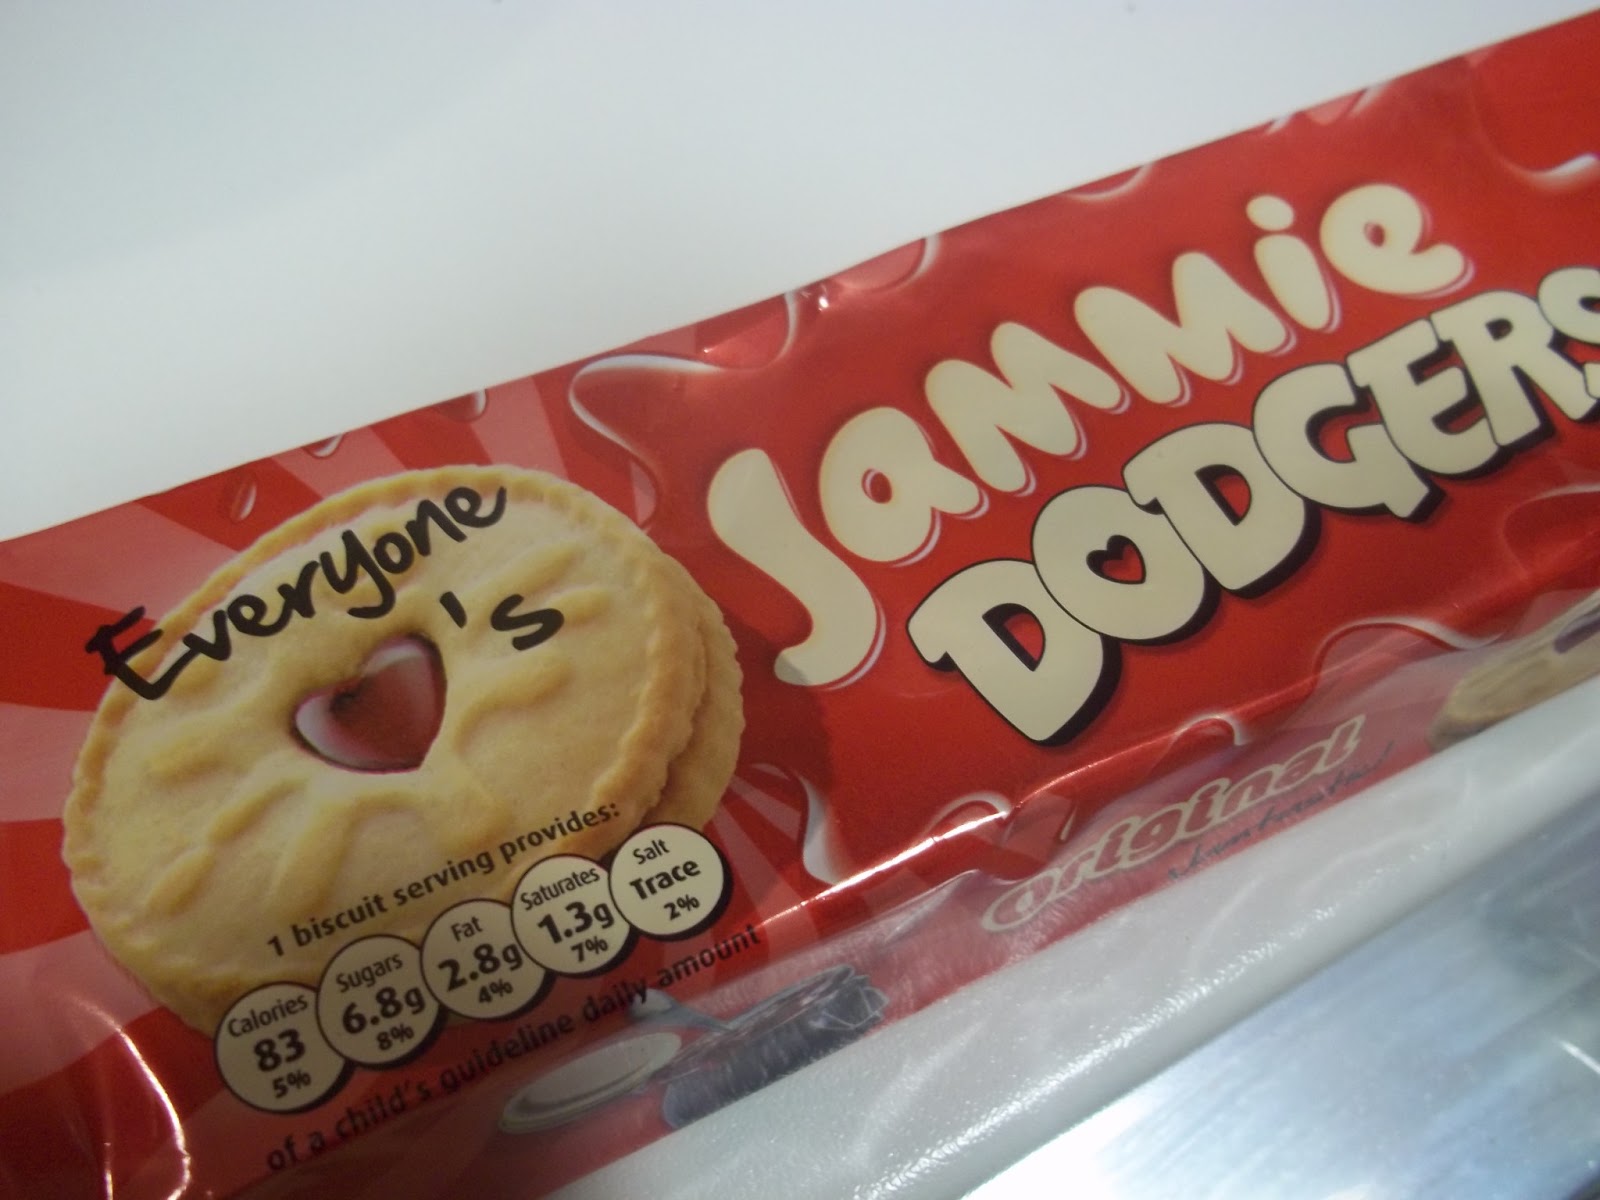 Everyone
's
Jammie
DODGERS
Original
1 biscuit serving provides:
Calories
83
5%
Sugars
6.8g
8%
Fat
2.8g
4%
Saturates
1.3g
7%
Salt
Trace
2%
of a child's guideline daily amount